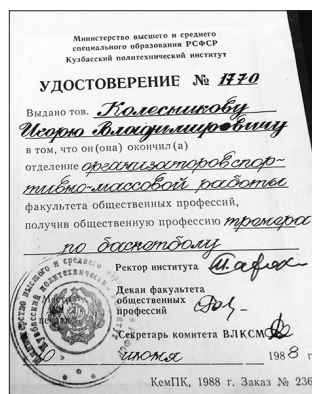 Министерство высшего и среднего
специального образования РСФСР
Кузбасский политехнический институт
УДОСТОВЕРЕНИЕ № 1770
Выдано тов. Колесникову
Игорю Владимировичу
в том, что он(она) окончил(а)
отделение организаторов спор-
тивно-массовой работы
факультета общественных профессий,
получив общественную профессию тренера
по баскетболу
Ректор института
Декан факультета
общественных
профессий
Секретарь комитета ВЛКСМ
июня 1988 г.
КемПК, 1988 г. Заказ № 236